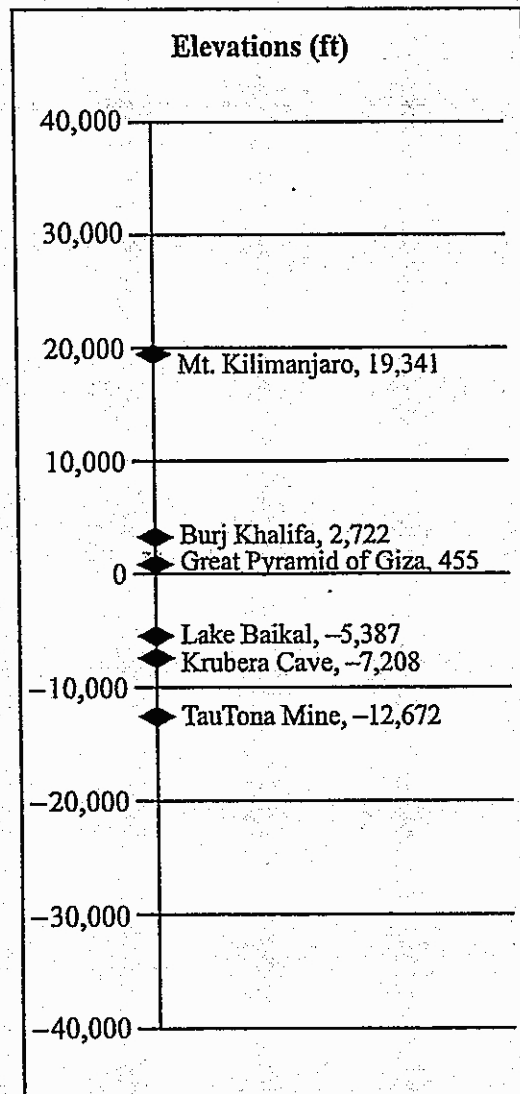 Elevations (ft)
40,000
30,000
20,000
Mt. Kilimanjaro, 19,341
10,000
Burj Khalifa, 2,722
Great Pyramid of Giza, 455
0
Lake Baikal, –5,387
Krubera Cave, –7,208
–10,000
TauTona Mine, –12,672
–20,000
–30,000
–40,000